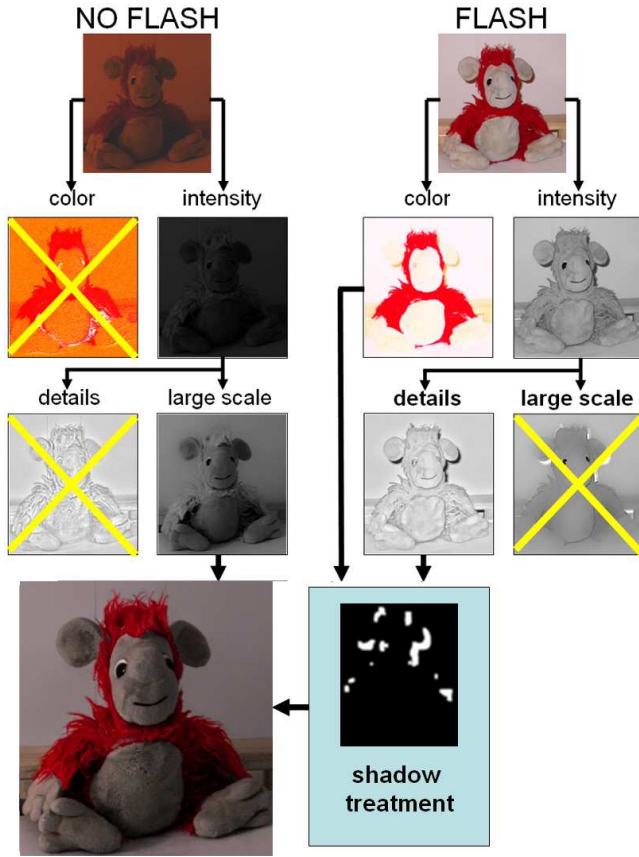 NO FLASH
FLASH
color
intensity
color
intensity
details
large scale
details
large scale
shadow
treatment